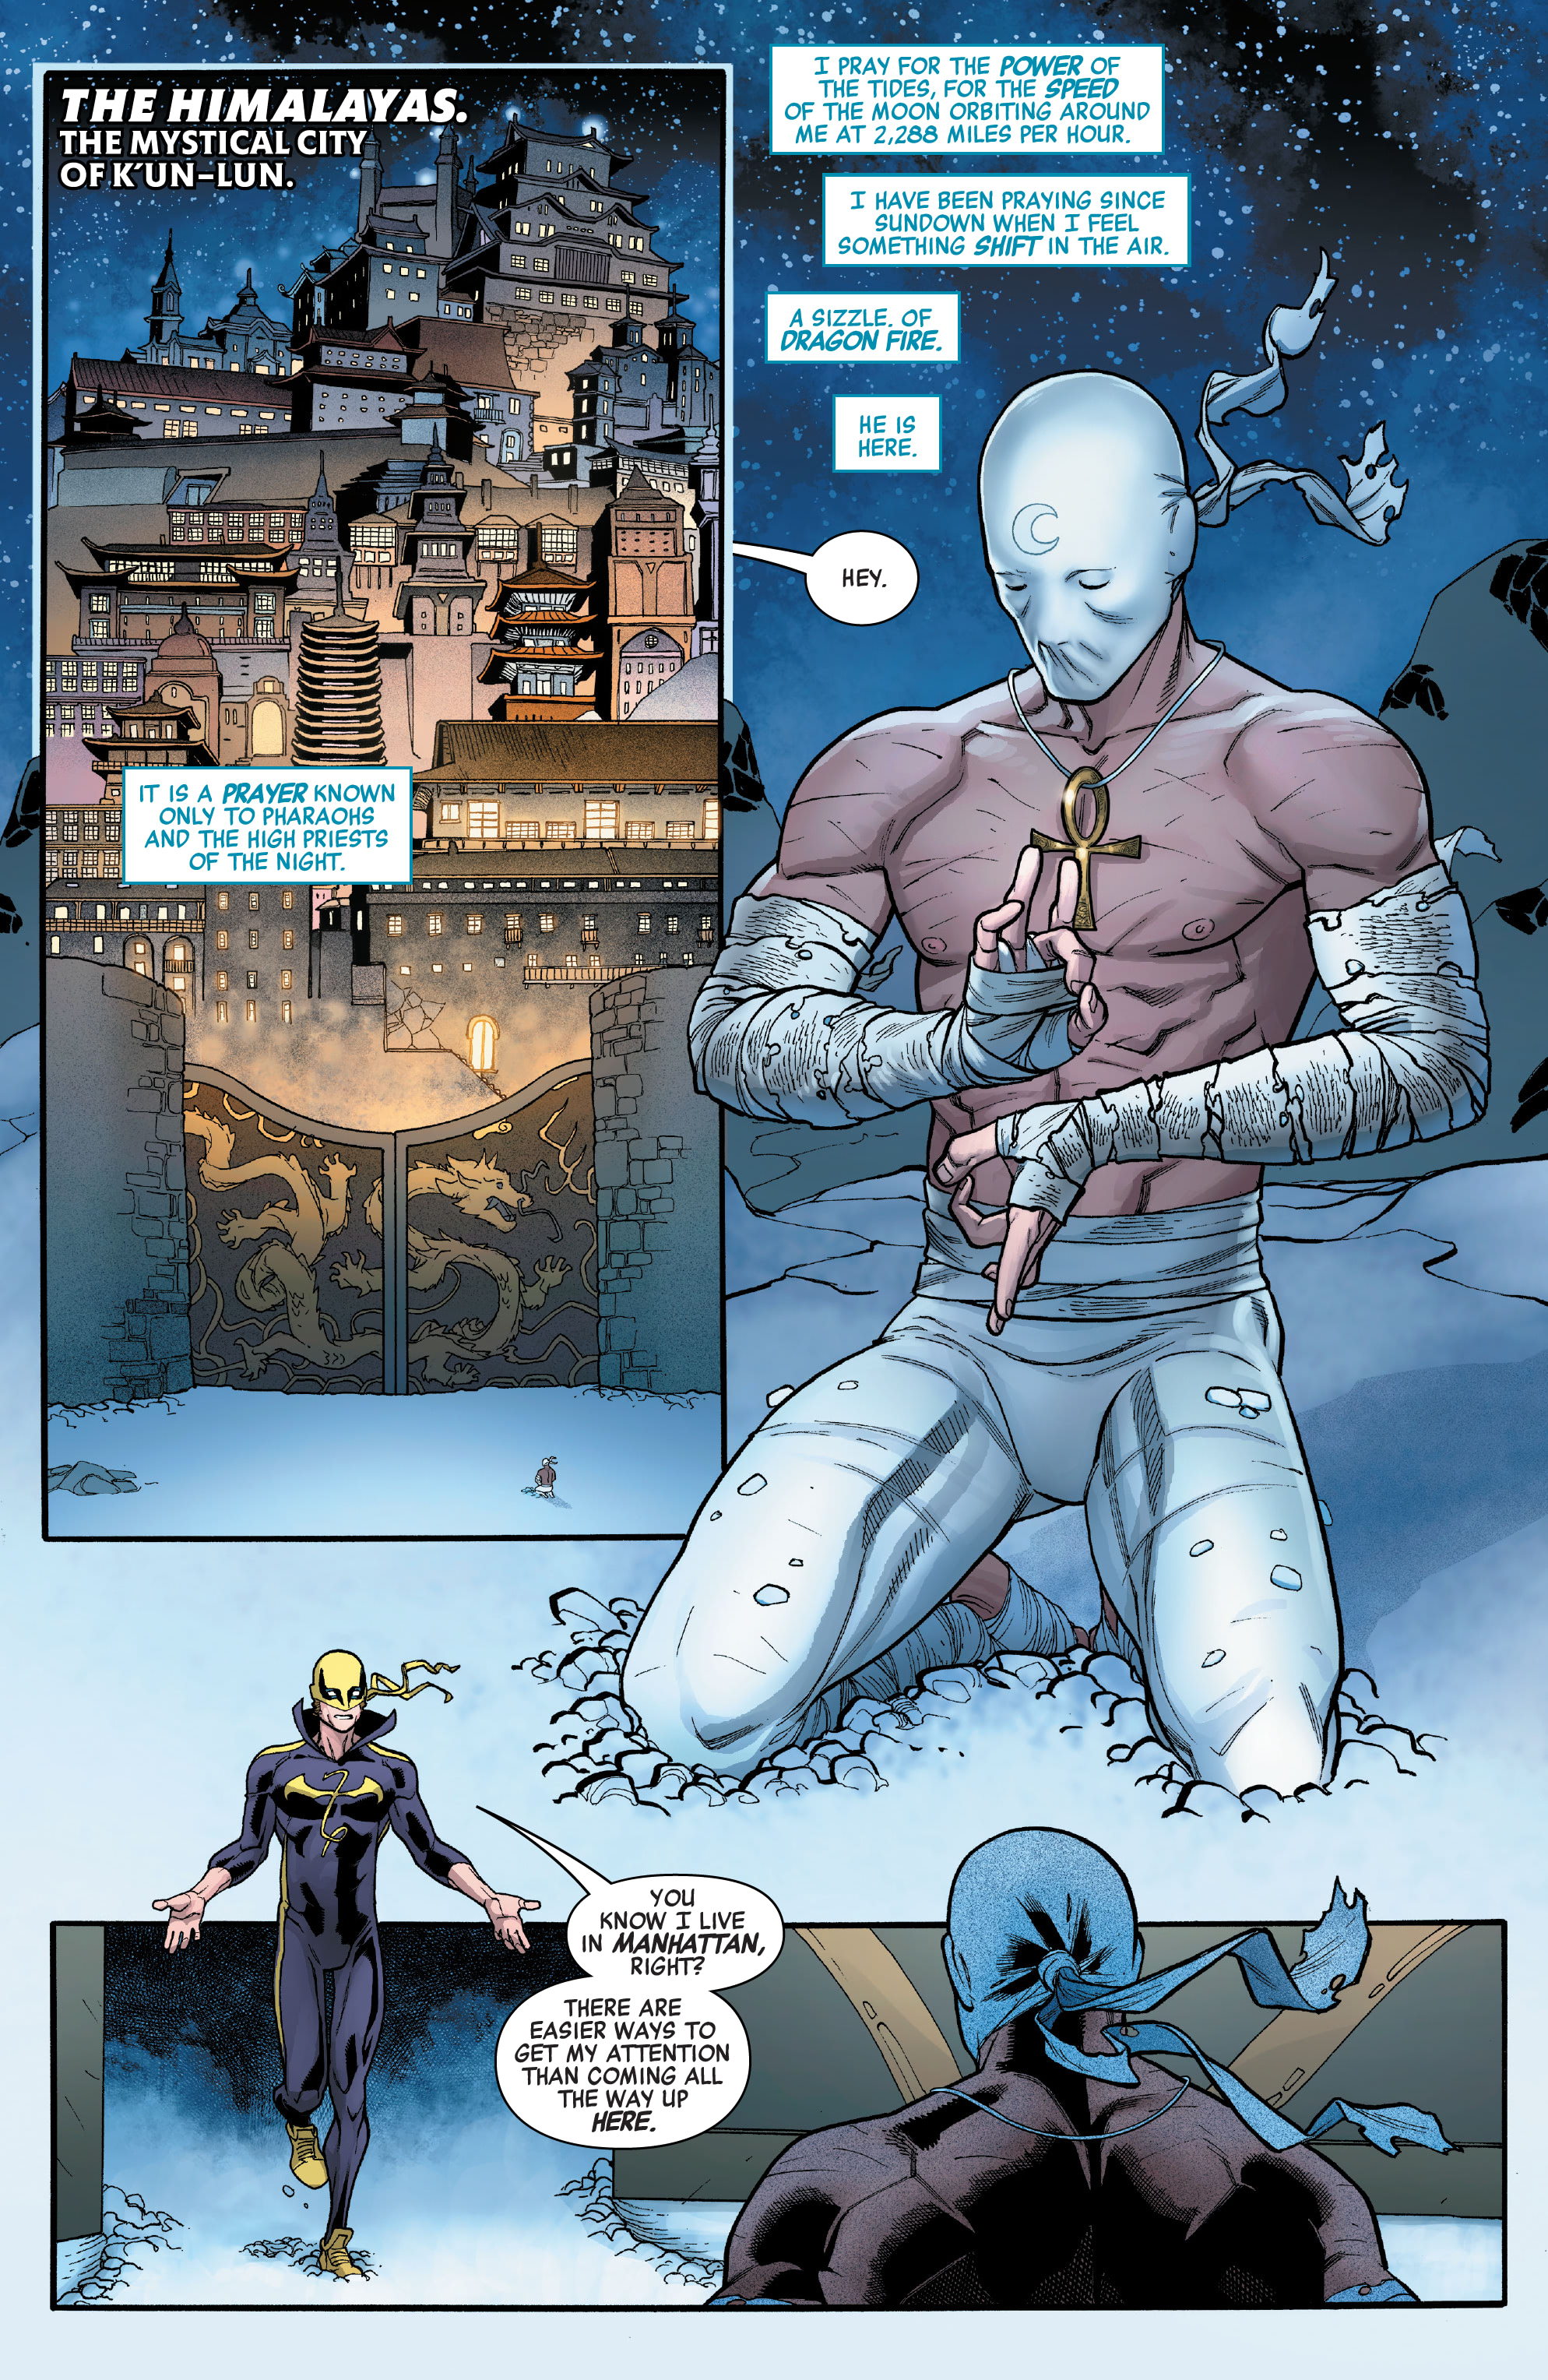 THE HIMALAYAS.
THE MYSTICAL CITY
OF K'UN-LUN.
IT IS A PRAYER KNOWN
ONLY TO PHARAOHS
AND THE HIGH PRIESTS
OF THE NIGHT.
I PRAY FOR THE POWER OF
THE TIDES, FOR THE SPEED
OF THE MOON ORBITING AROUND
ME AT 2,288 MILES PER HOUR.
I HAVE BEEN PRAYING SINCE
SUNDOWN WHEN I FEEL
SOMETHING SHIFT IN THE AIR.
A SIZZLE. OF
DRAGON FIRE.
HE IS
HERE.
HEY.
YOU
KNOW I LIVE
IN MANHATTAN,
RIGHT?
THERE ARE
EASIER WAYS TO
GET MY ATTENTION
THAN COMING ALL
THE WAY UP
HERE.